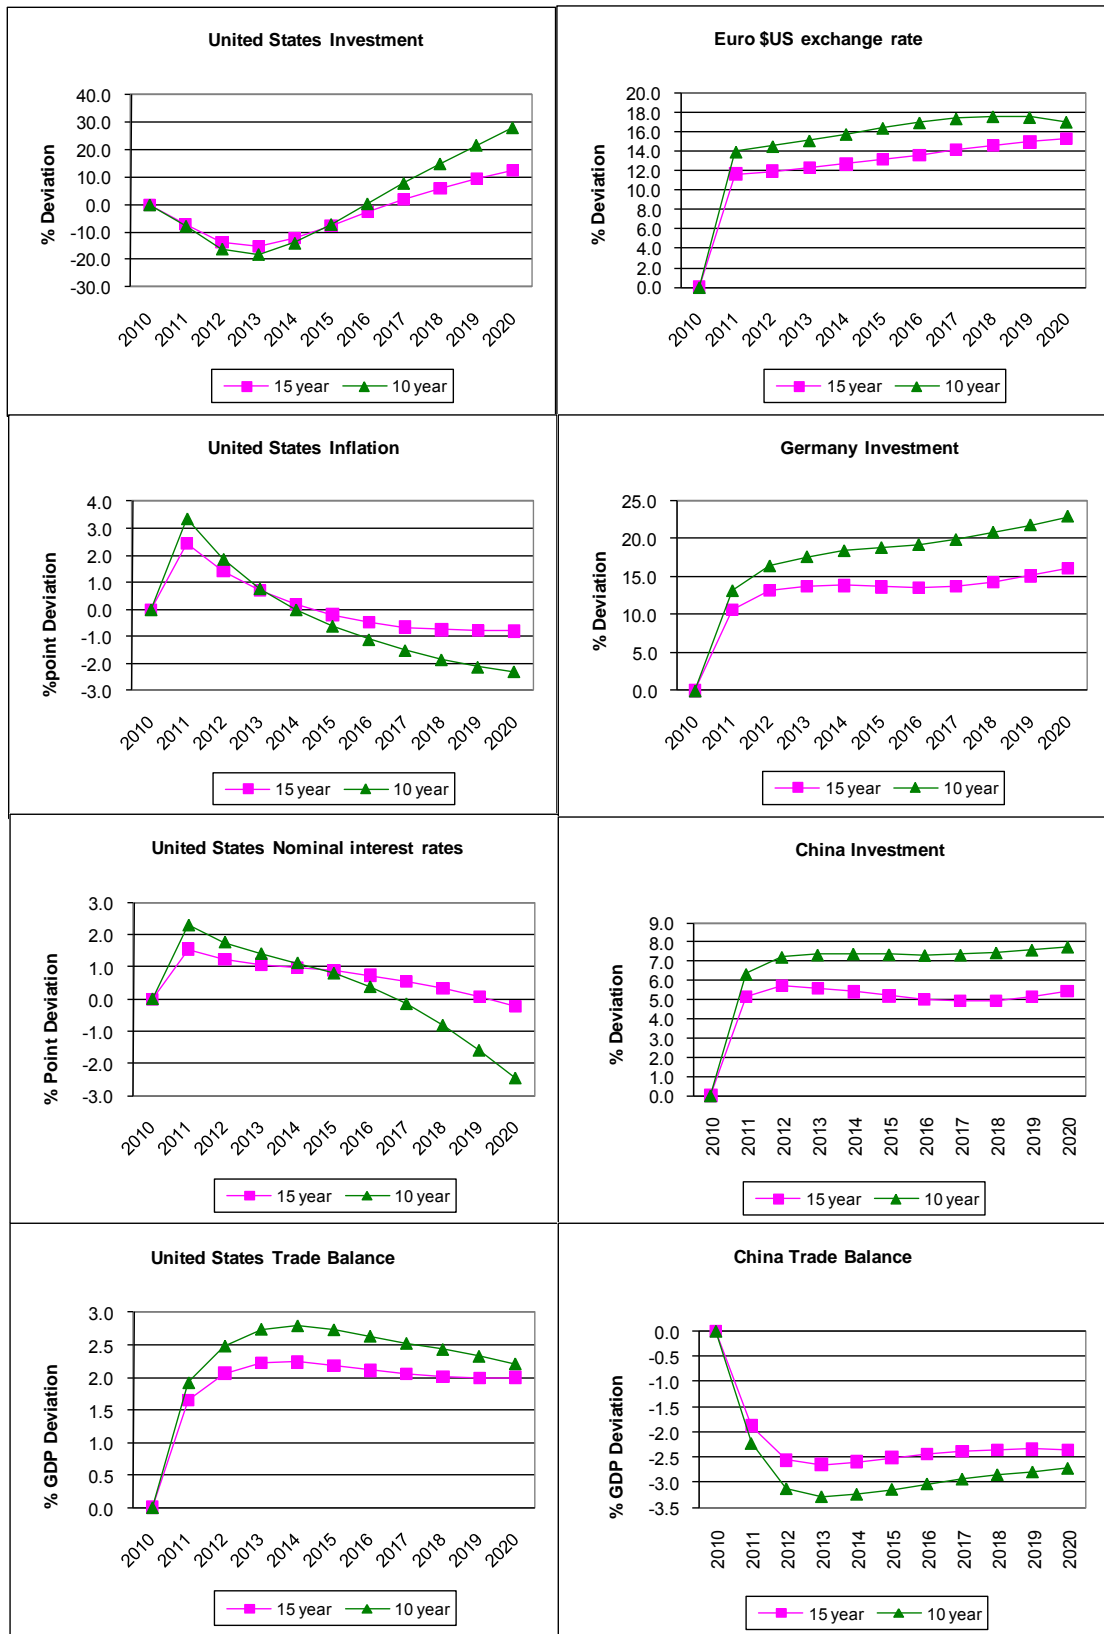 United States Investment
% Deviation
40.0
30.0
20.0
10.0
0.0
-10.0
-20.0
-30.0
2010 2011 2012 2013 2014 2015 2016 2017 2018 2019 2020
15 year 10 year
Euro $US exchange rate
% Deviation
20.0
18.0
16.0
14.0
12.0
10.0
8.0
6.0
4.0
2.0
0.0
2010 2011 2012 2013 2014 2015 2016 2017 2018 2019 2020
15 year 10 year
United States Inflation
%point Deviation
4.0
3.0
2.0
1.0
0.0
-1.0
-2.0
-3.0
2010 2011 2012 2013 2014 2015 2016 2017 2018 2019 2020
15 year 10 year
Germany Investment
% Deviation
25.0
20.0
15.0
10.0
5.0
0.0
2010 2011 2012 2013 2014 2015 2016 2017 2018 2019 2020
15 year 10 year
United States Nominal interest rates
% Point Deviation
3.0
2.0
1.0
0.0
-1.0
-2.0
-3.0
2010 2011 2012 2013 2014 2015 2016 2017 2018 2019 2020
15 year 10 year
China Investment
% Deviation
9.0
8.0
7.0
6.0
5.0
4.0
3.0
2.0
1.0
0.0
2010 2011 2012 2013 2014 2015 2016 2017 2018 2019 2020
15 year 10 year
United States Trade Balance
% GDP Deviation
3.0
2.5
2.0
1.5
1.0
0.5
0.0
2010 2011 2012 2013 2014 2015 2016 2017 2018 2019 2020
15 year 10 year
China Trade Balance
% GDP Deviation
0.0
-0.5
-1.0
-1.5
-2.0
-2.5
-3.0
-3.5
2010 2011 2012 2013 2014 2015 2016 2017 2018 2019 2020
15 year 10 year